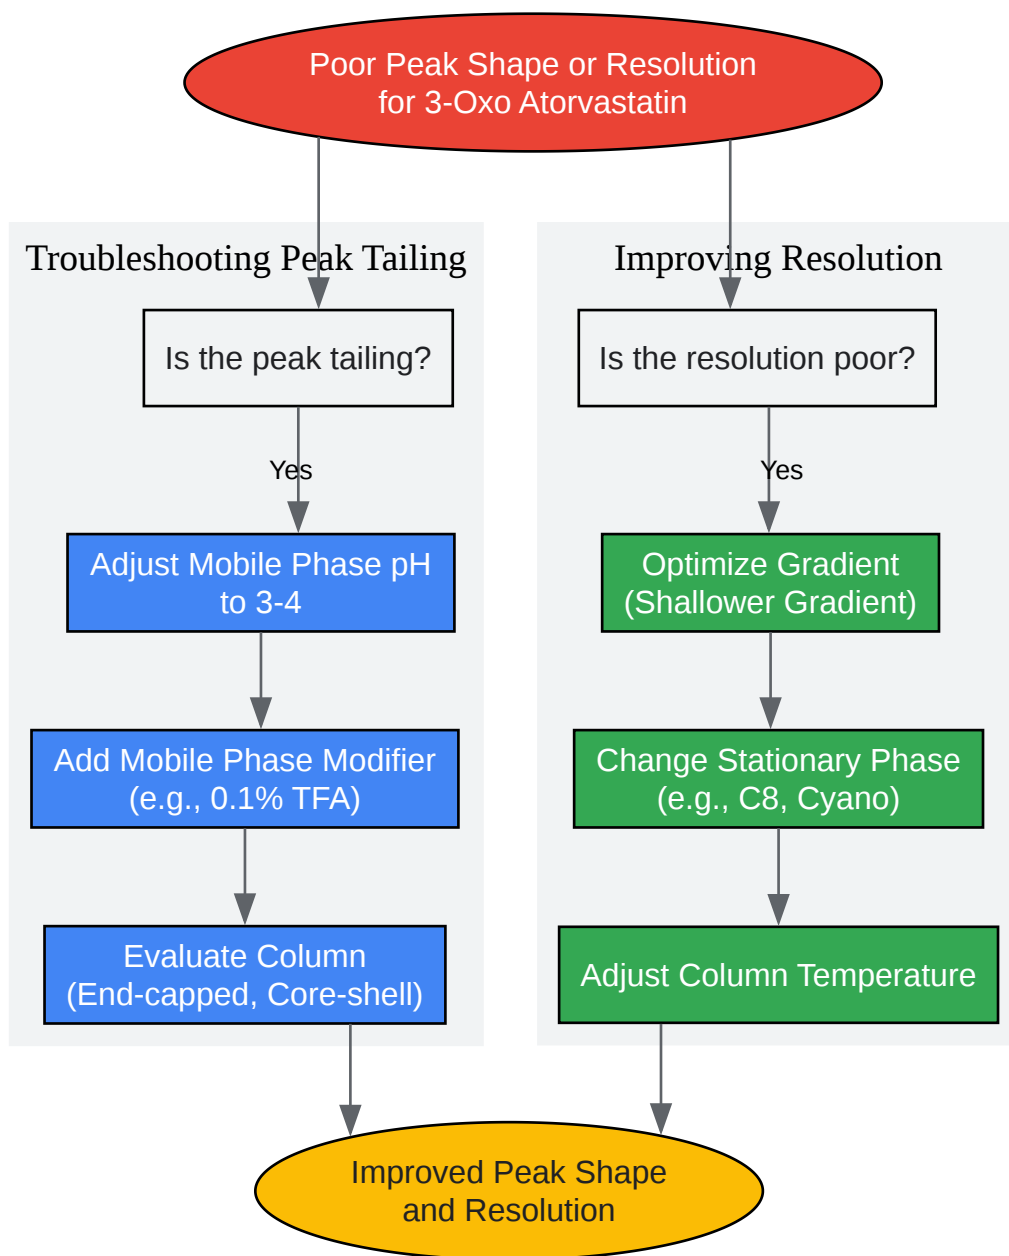 Poor Peak Shape or Resolution
for 3-Oxo Atorvastatin
Troubleshooting Peak Tailing
Is the peak tailing?
Yes
Adjust Mobile Phase pH
to 3-4
Add Mobile Phase Modifier
(e.g., 0.1% TFA)
Evaluate Column
(End-capped, Core-shell)
Improving Resolution
Is the resolution poor?
Yes
Optimize Gradient
(Shallower Gradient)
Change Stationary Phase
(e.g., C8, Cyano)
Adjust Column Temperature
Improved Peak Shape
and Resolution